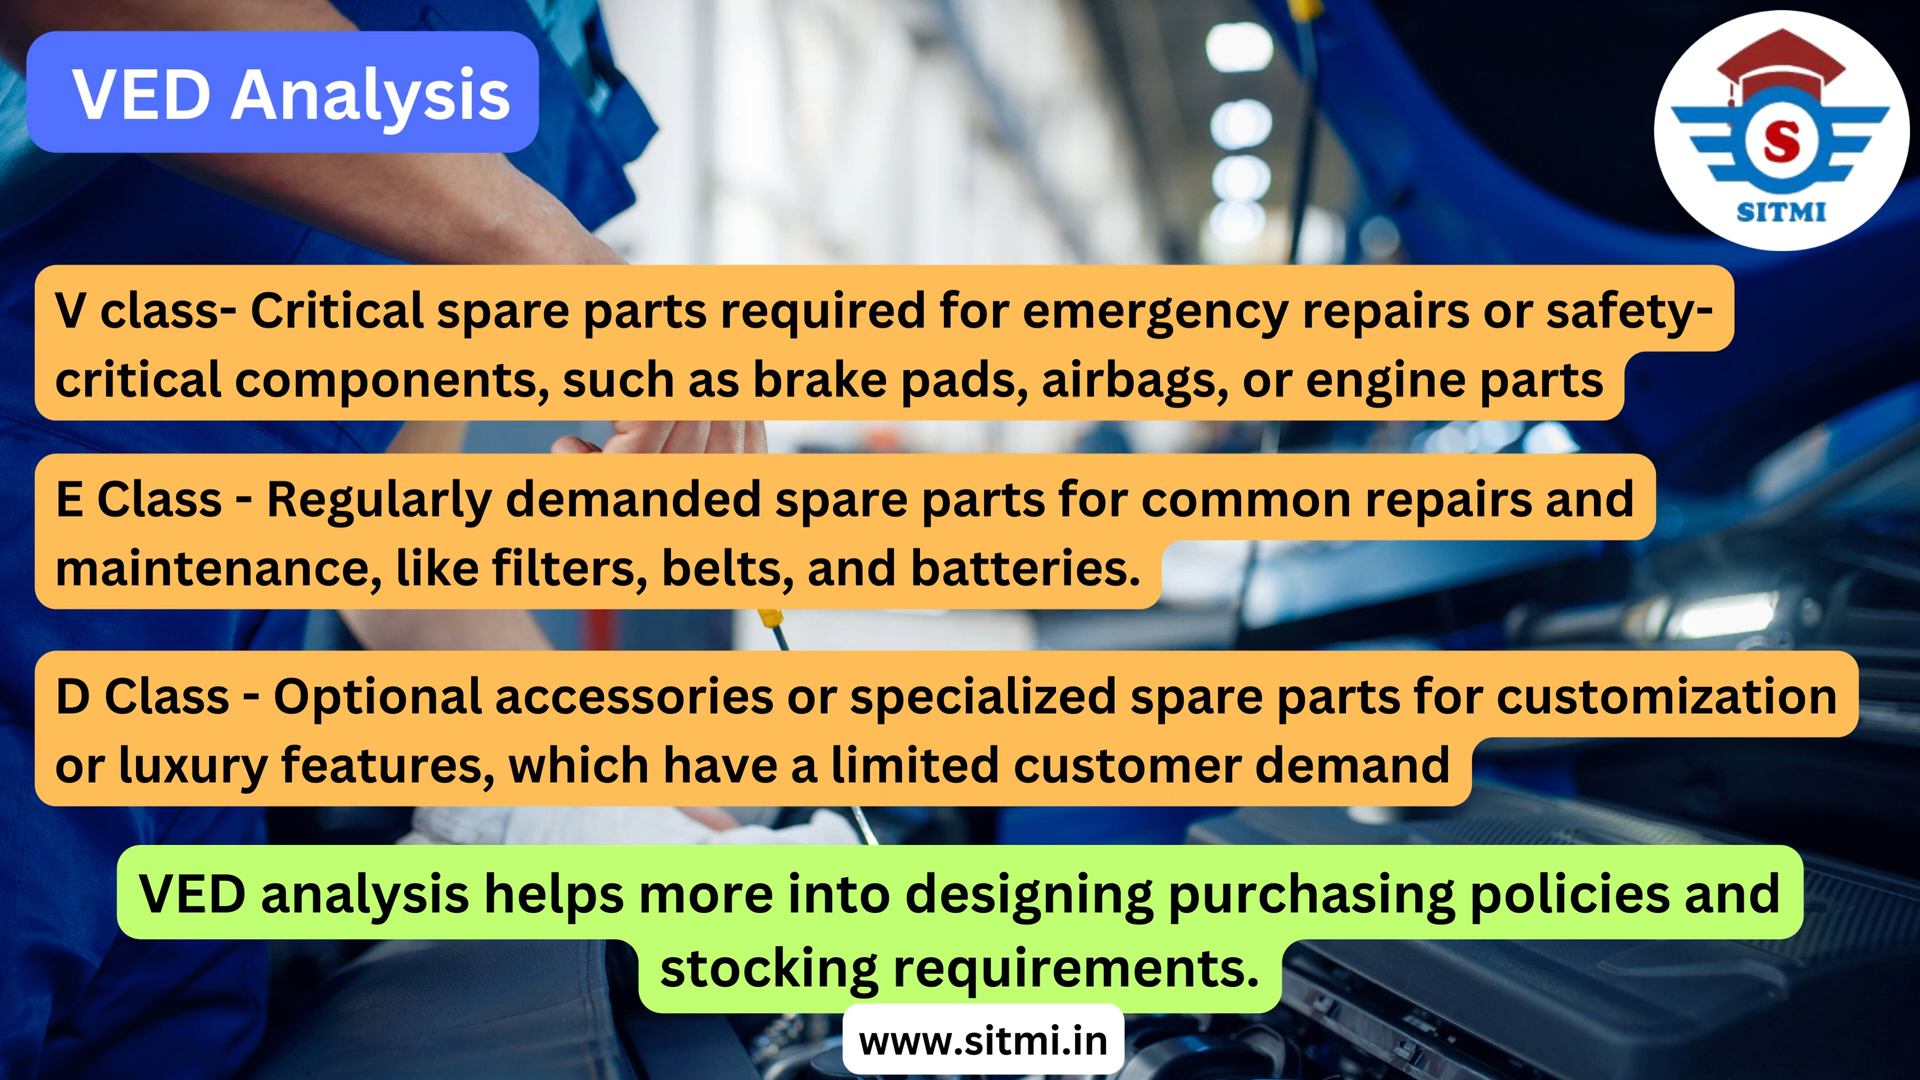 VED Analysis
S
SITMI
V class- Critical spare parts required for emergency repairs or safety-
critical components, such as brake pads, airbags, or engine parts
E Class - Regularly demanded spare parts for common repairs and
maintenance, like filters, belts, and batteries.
D Class - Optional accessories or specialized spare parts for customization
or luxury features, which have a limited customer demand
VED analysis helps more into designing purchasing policies and
stocking requirements.
www.sitmi.in